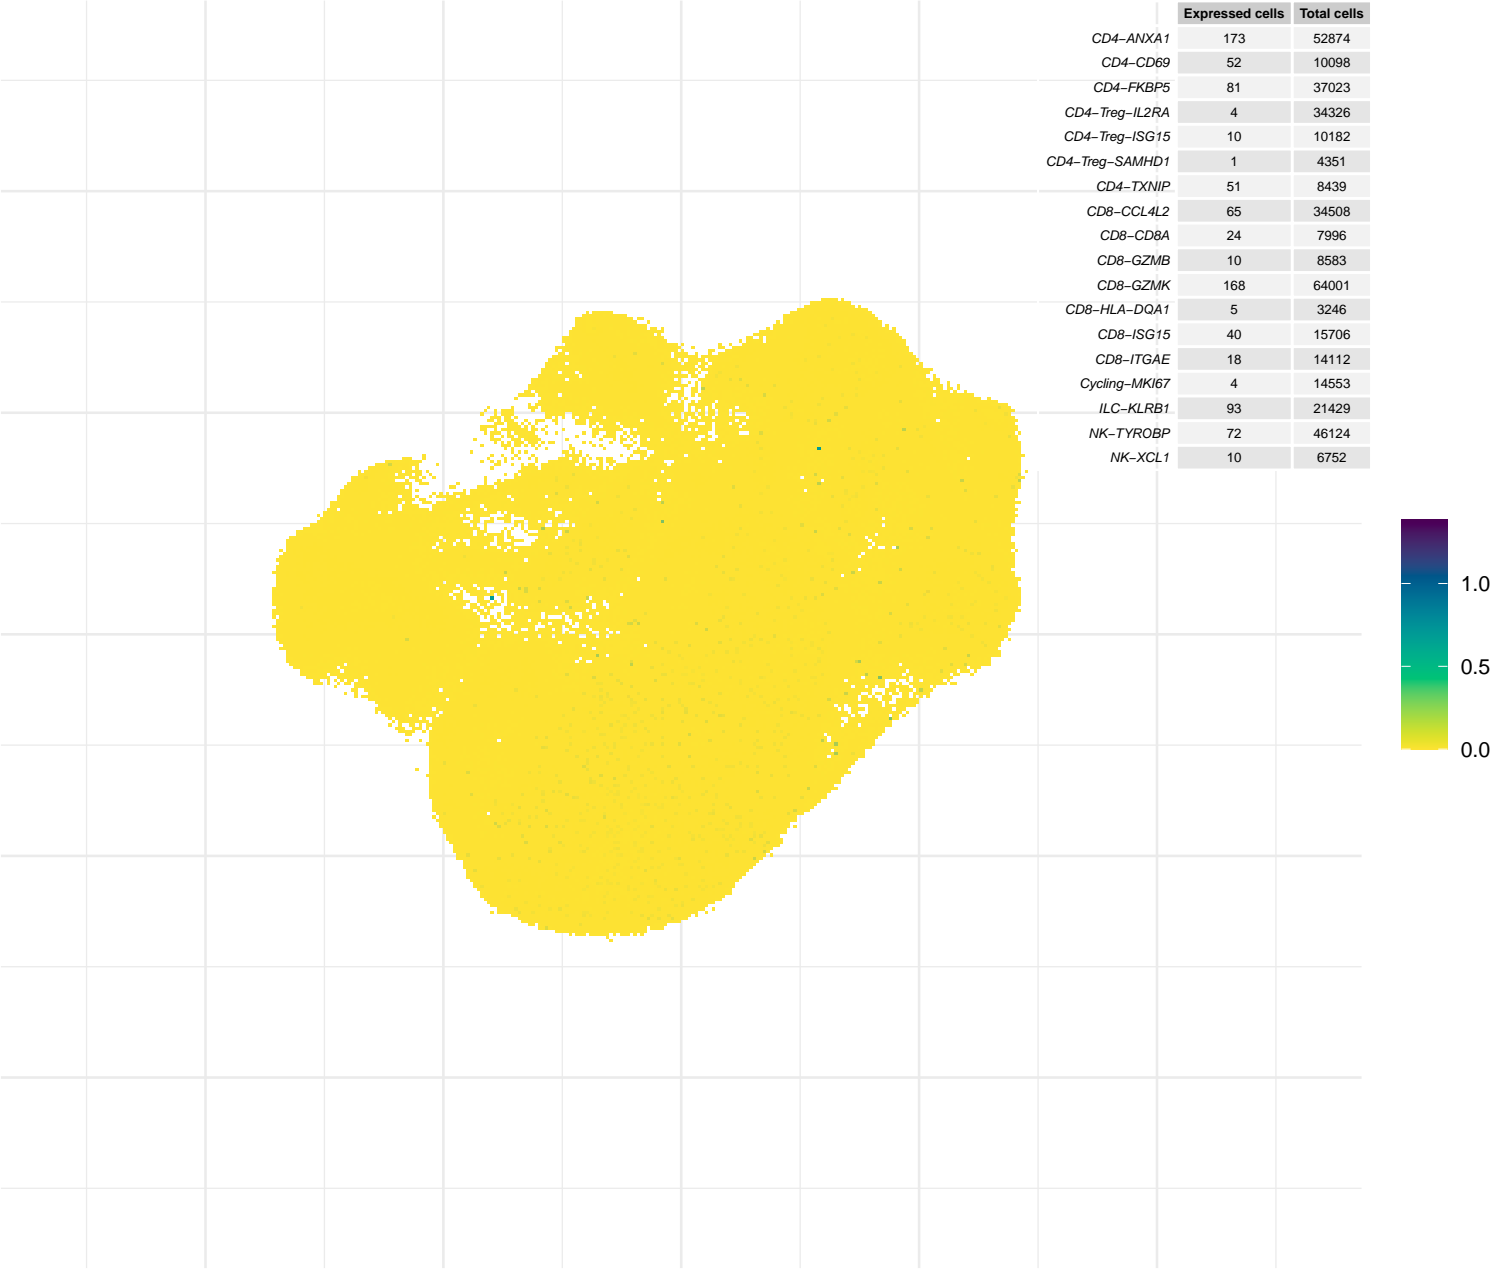 Expressed cells Total cells
CD4−ANXA1 173 52874
CD4−CD69 52 10098
CD4−FKBP5 81 37023
CD4−Treg−IL2RA 4 34326
CD4−Treg−ISG15 10 10182
CD4−Treg−SAMHD1 1 4351
CD4−TXNIP 51 8439
CD8−CCL4L2 65 34508
CD8−CD8A 24 7996
CD8−GZMB 10 8583
CD8−GZMK 168 64001
CD8−HLA−DQA1 5 3246
CD8−ISG15 40 15706
CD8−ITGAE 18 14112
Cycling−MKI67 4 14553
ILC−KLRB1 93 21429
NK−TYROBP 72 46124
NK−XCL1 10 6752
1.0
0.5
0.0